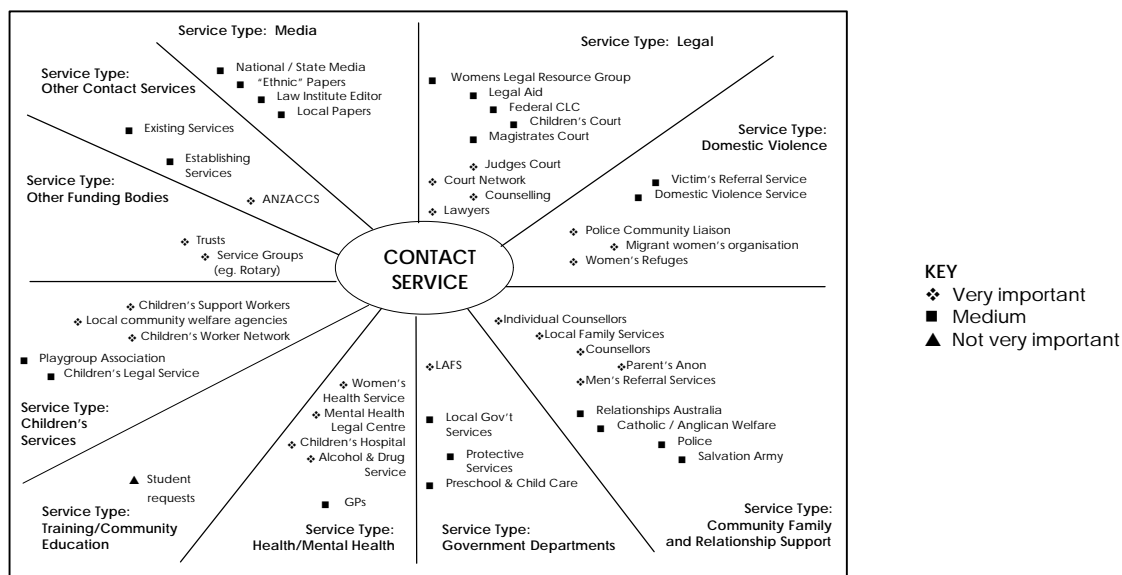 Service Type: Media
National / State Media
"Ethnic" Papers
Law Institute Editor
Local Papers
Service Type: Legal
Womens Legal Resource Group
Legal Aid
Federal CLC
Children's Court
Magistrates Court
Judges Court
Court Network
Counselling
Lawyers
Service Type:
Other Contact Services
Existing Services
Establishing
Services
ANZACCS
Service Type:
Domestic Violence
Victim's Referral Service
Domestic Violence Service
Police Community Liaison
Migrant women's organisation
Women's Refuges
Service Type:
Other Funding Bodies
Trusts
Service Groups
(eg. Rotary)
CONTACT
SERVICE
Children's Support Workers
Local community welfare agencies
Children's Worker Network
Playgroup Association
Children's Legal Service
Service Type:
Children's
Services
Student
requests
Service Type:
Training/Community
Education
Women's
Health Service
Mental Health
Legal Centre
Children's Hospital
Alcohol & Drug
Service
GPs
Service Type:
Health/Mental Health
LAFS
Local Gov't
Services
Protective
Services
Preschool & Child Care
Service Type:
Government Departments
Individual Counsellors
Local Family Services
Counsellors
Parent's Anon
Men's Referral Services
Relationships Australia
Catholic / Anglican Welfare
Police
Salvation Army
Service Type:
Community Family
and Relationship Support
KEY
Very important
Medium
Not very important